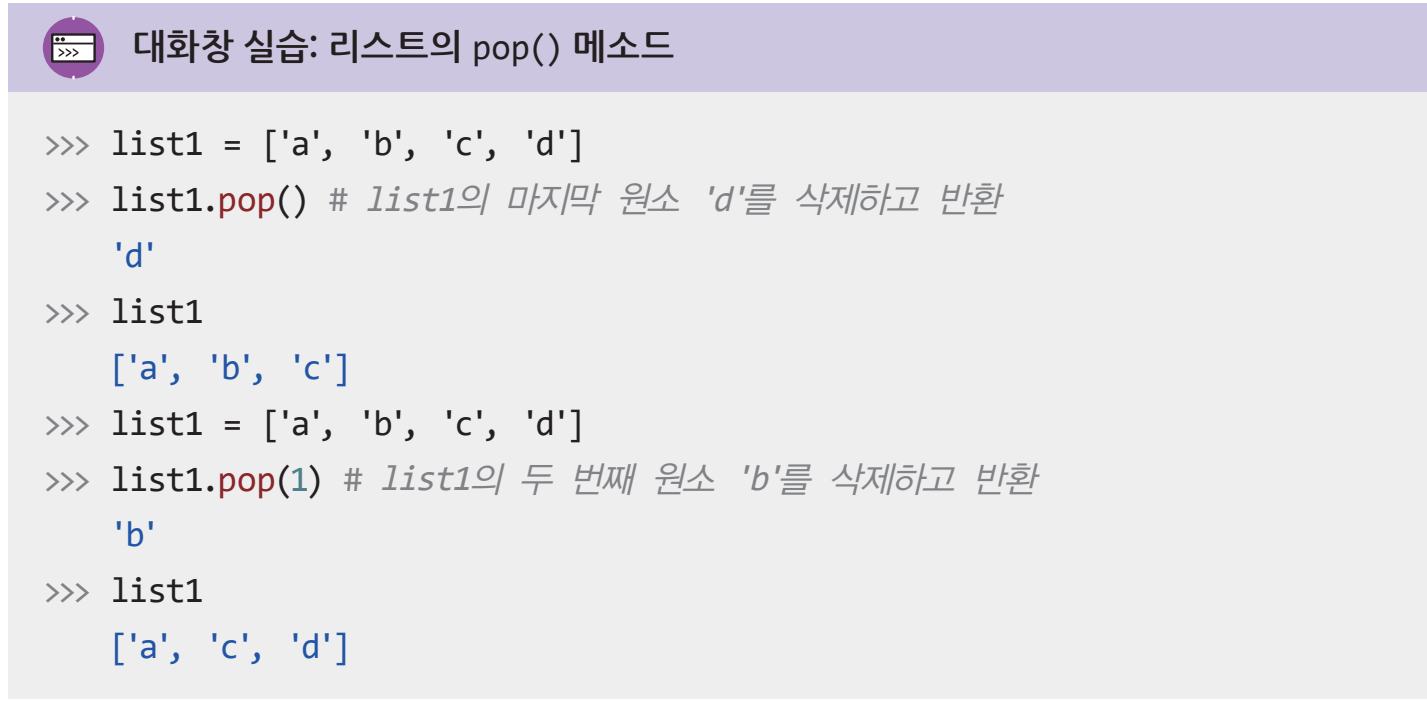 >>>
대화창 실습: 리스트의 pop() 메소드
>>> list1 = ['a', 'b', 'c', 'd']
>>> list1.pop() # list1의 마지막 원소 'd'를 삭제하고 반환
'd'
>>> list1
['a', 'b', 'c']
>>> list1 = ['a', 'b', 'c', 'd']
>>> list1.pop(1) # list1의 두 번째 원소 'b'를 삭제하고 반환
'b'
>>> list1
['a', 'c', 'd']